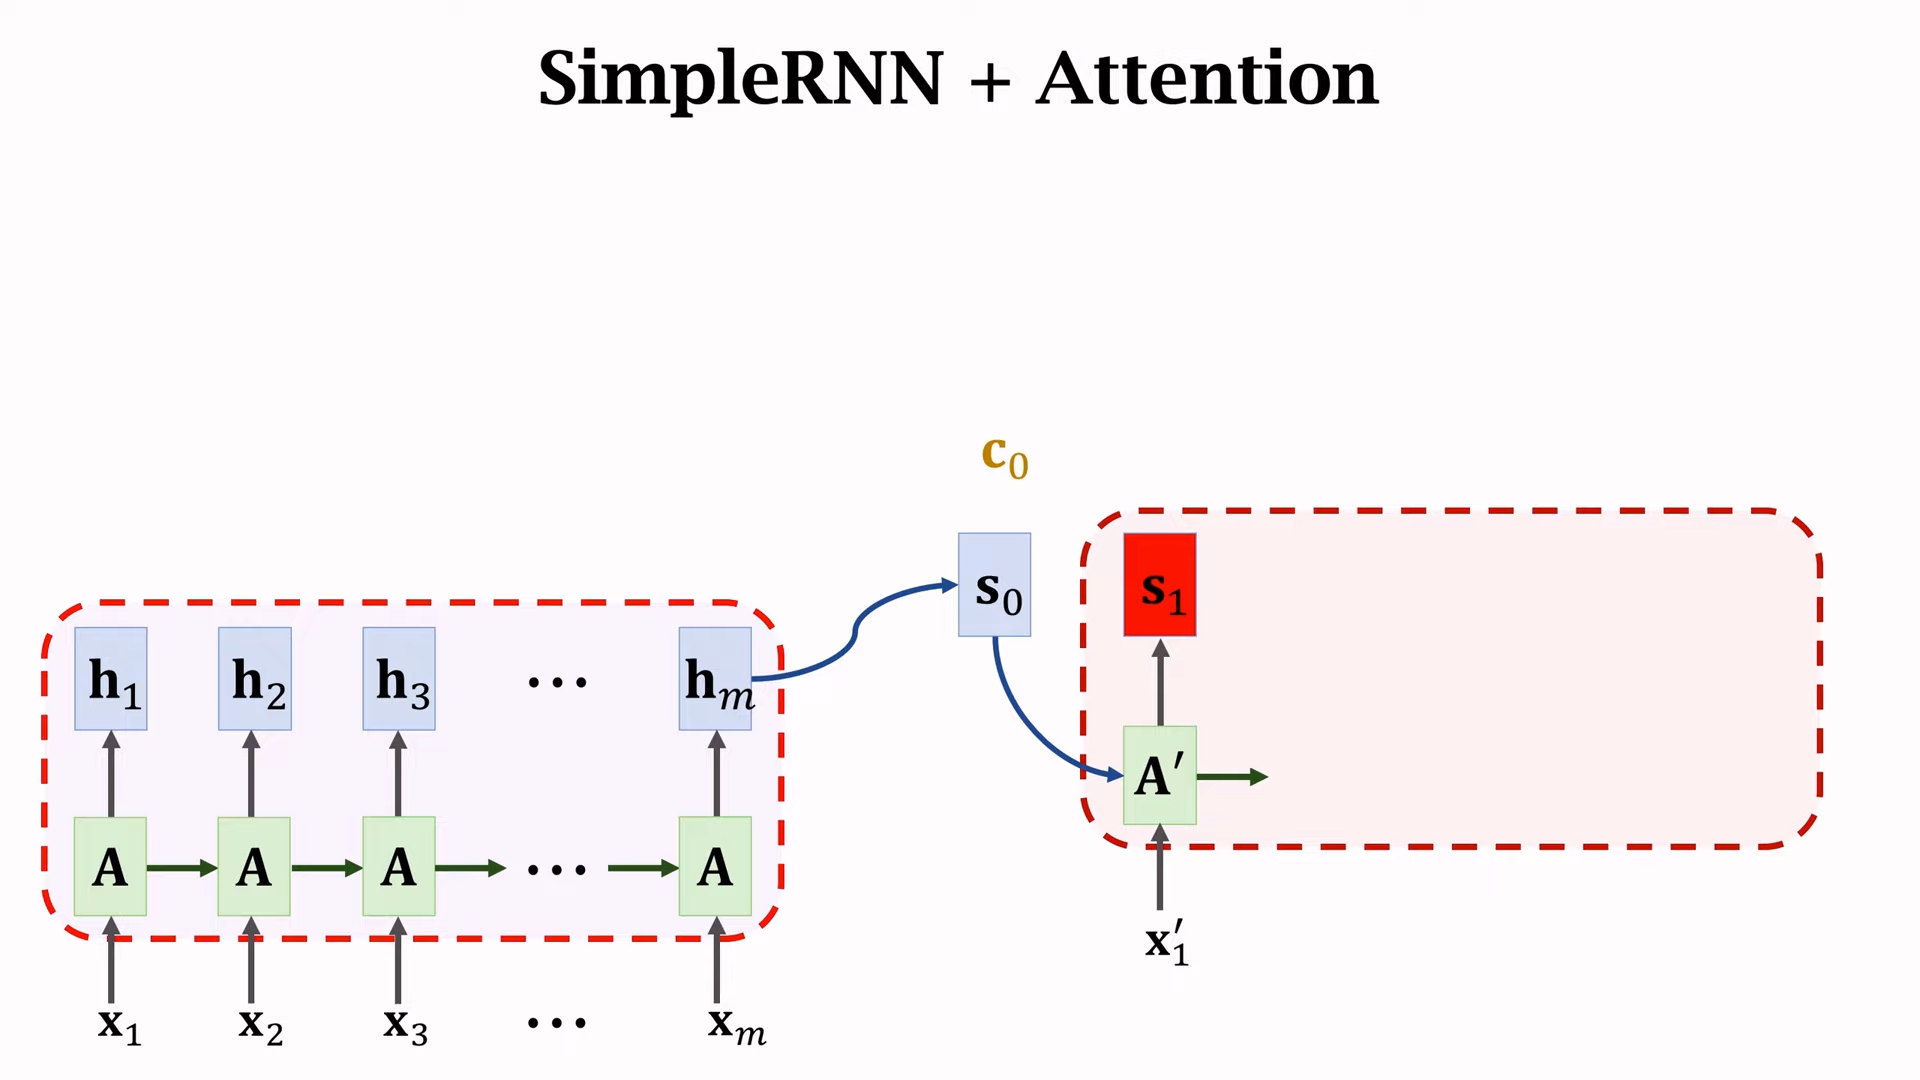 SimpleRNN + Attention
c₀
s₀ s₁
h₁ h₂ h₃ ⋯ hₘ
A′
A A A ⋯ A
x′₁
x₁ x₂ x₃ ⋯ xₘ